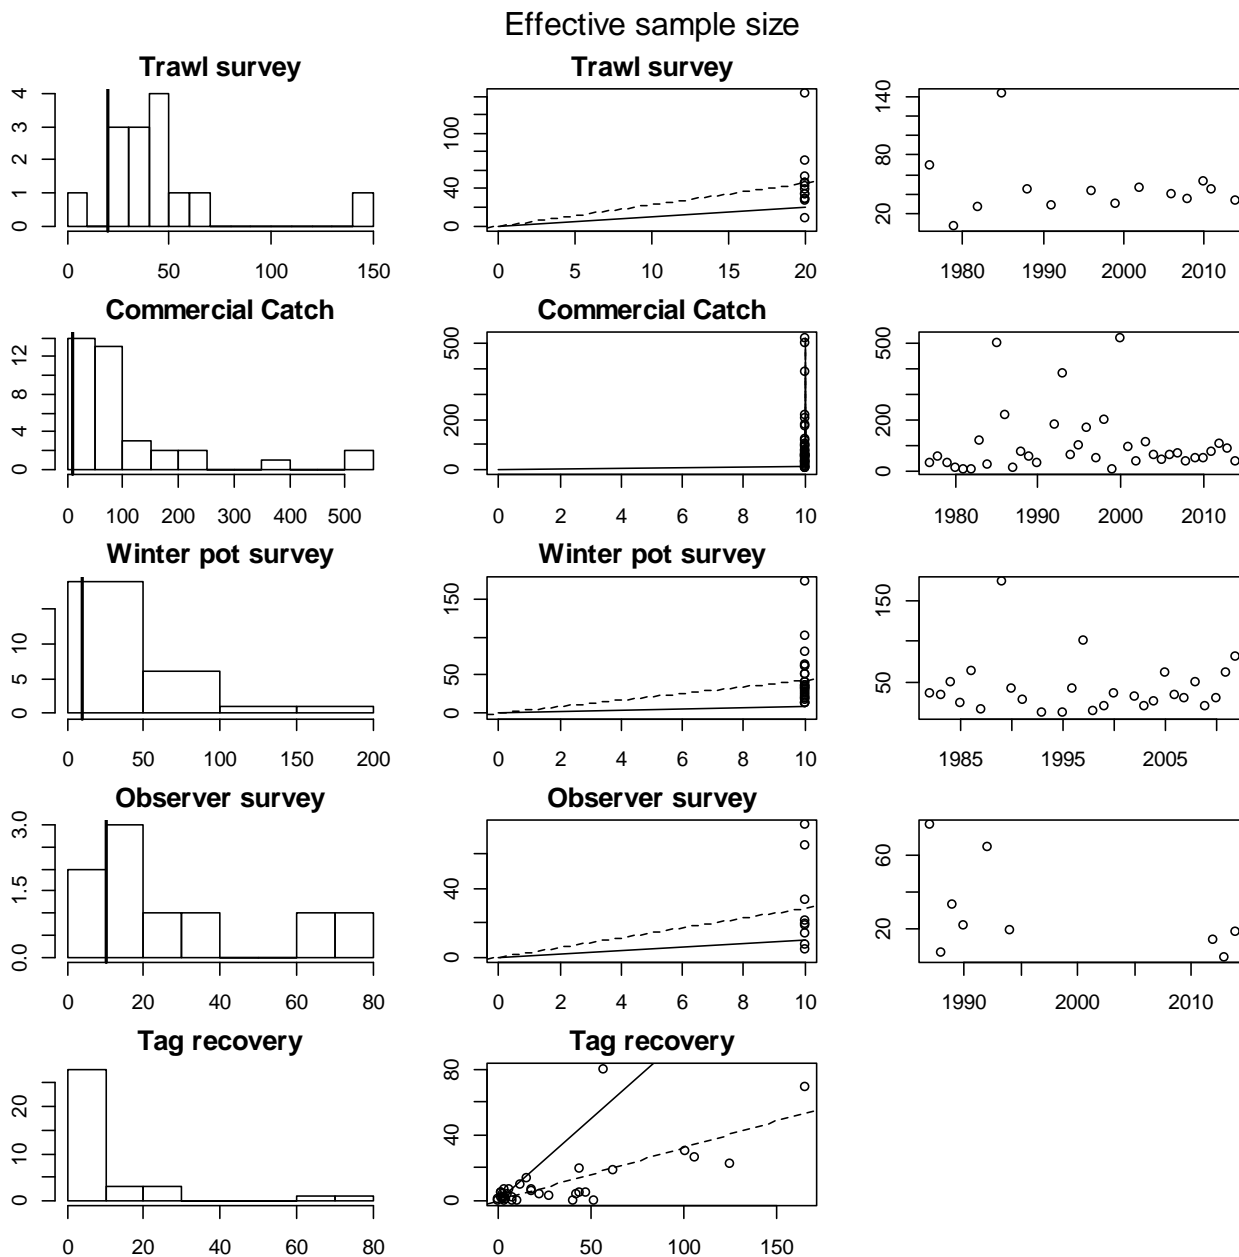 Effective sample size
Trawl survey
Trawl survey
4
3
2
1
0
0 50 100 150
100
40
0
0 5 10 15 20
140
80
20
1980 1990 2000 2010
Commercial Catch
Commercial Catch
12
8
4
0
0 100 200 300 400 500
500
200
0
0 2 4 6 8 10
500
200
0
1980 1990 2000 2010
Winter pot survey
Winter pot survey
10
5
0
0 50 100 150 200
150
50
0
0 2 4 6 8 10
150
50
1985 1995 2005
Observer survey
Observer survey
3.0
1.5
0.0
0 20 40 60 80
40
0
0 2 4 6 8 10
60
20
1990 2000 2010
Tag recovery
Tag recovery
20
10
0
0 20 40 60 80
80
40
0
0 50 100 150